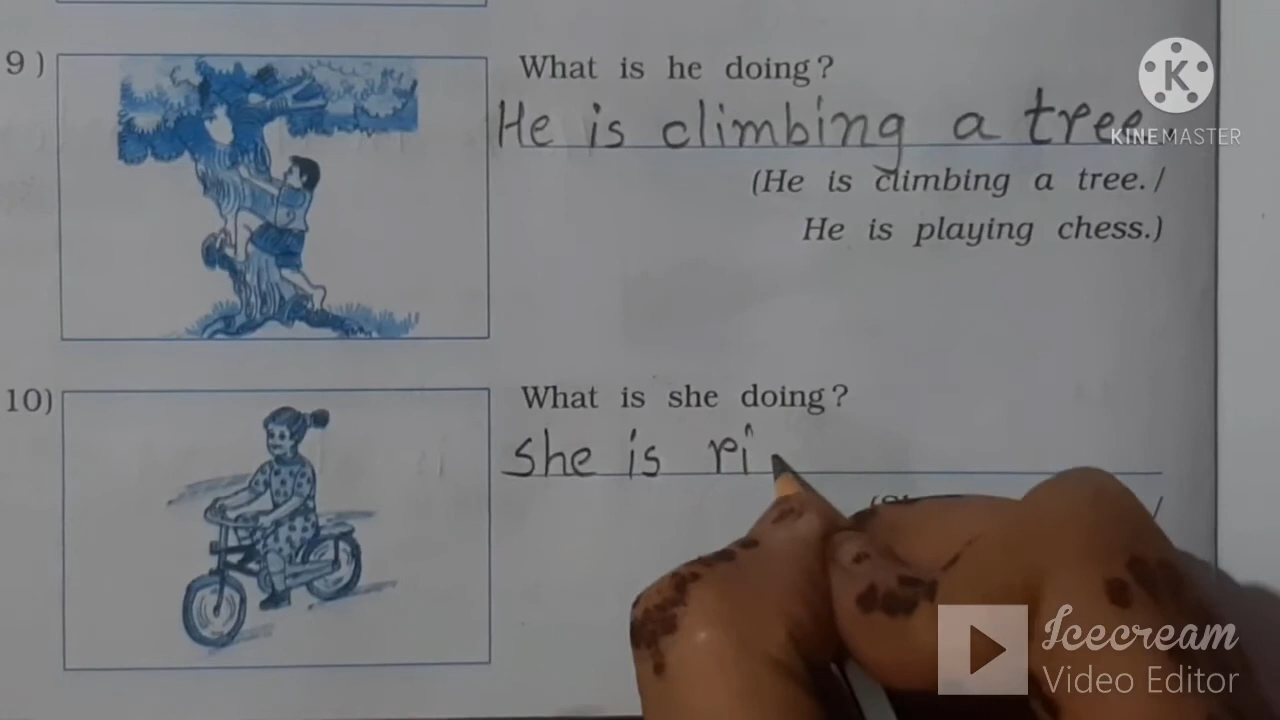 9)
What is he doing?
He is climbing a tree.
(He is climbing a tree./
He is playing chess.)
10)
What is she doing?
She is ri
/
K
KINEMASTER
Icecream
Video Editor